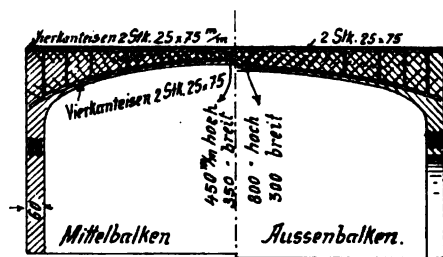 Vierkanteisen 2 Stk. 25 x 75 m/m
2 Stk. 25 x 75
Vierkanteisen 2 Stk. 25 x 75
450 m/m hoch
350 - breit
800 - hoch
300 breit
60
Mittelbalken
Aussenbalken.